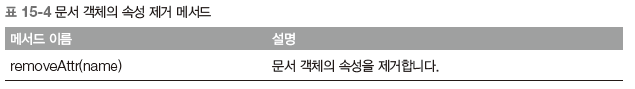 표 15-4 문서 객체의 속성 제거 메서드
메서드 이름 설명
removeAttr(name) 문서 객체의 속성을 제거합니다.